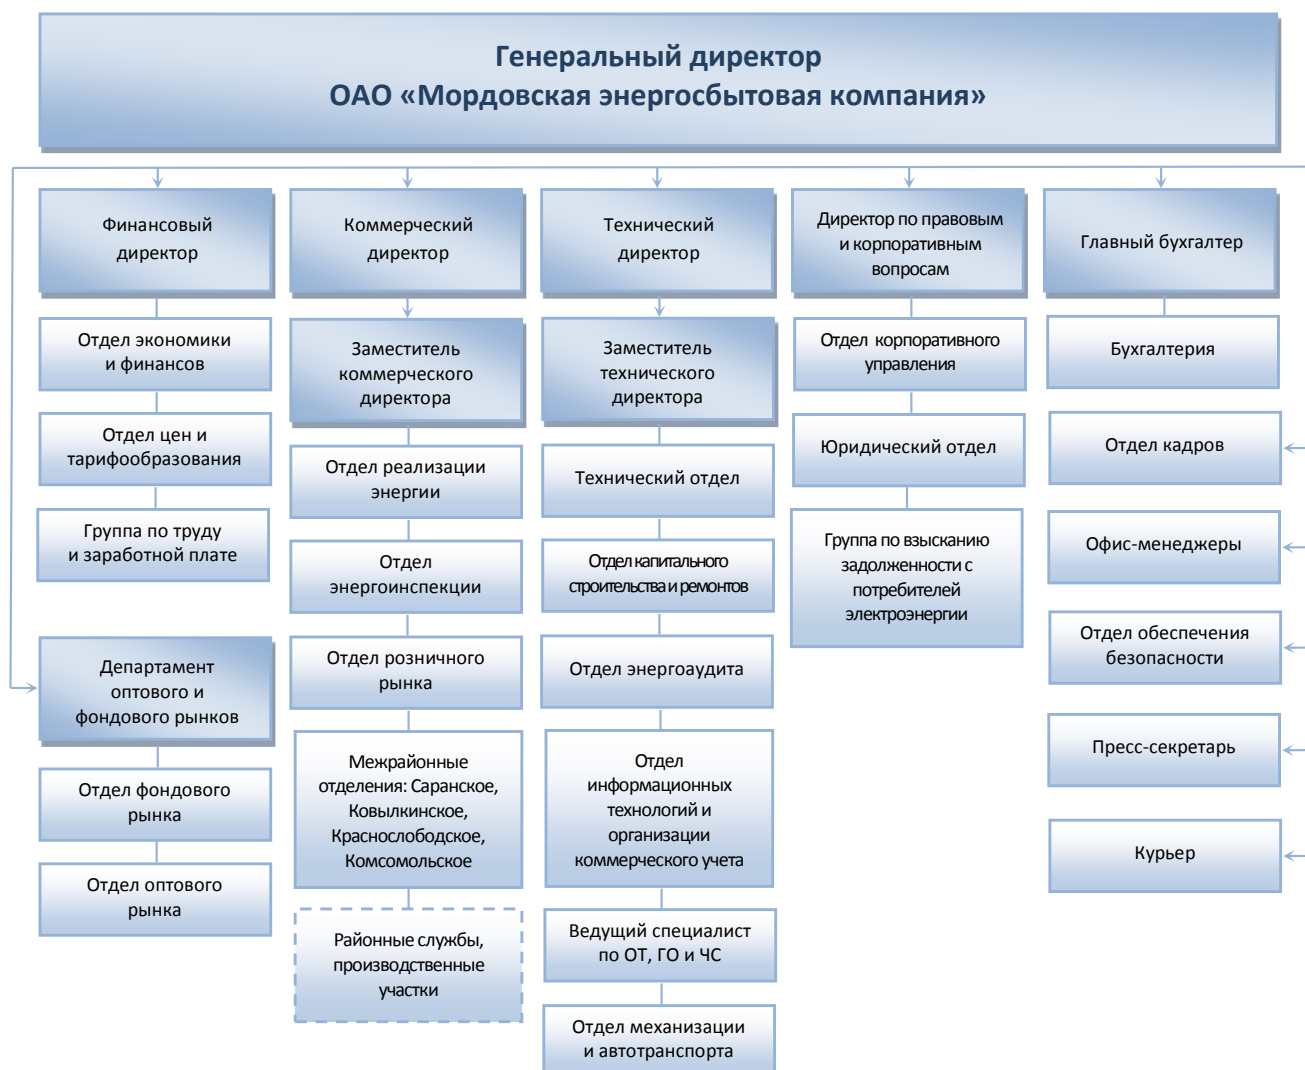 Генеральный директор
ОАО «Мордовская энергосбытовая компания»
Финансовый
директор
Отдел экономики
и финансов
Отдел цен и
тарифообразования
Группа по труду
и заработной плате
Департамент
оптового и
фондового рынков
Отдел фондового
рынка
Отдел оптового
рынка
Коммерческий
директор
Заместитель
коммерческого
директора
Отдел реализации
энергии
Отдел
энергоинспекции
Отдел розничного
рынка
Межрайонные
отделения: Саранское,
Ковылкинское,
Краснослободское,
Комсомольское
Районные службы,
производственные
участки
Технический
директор
Заместитель
технического
директора
Технический отдел
Отдел капитального
строительства и ремонтов
Отдел энергоаудита
Отдел
информационных
технологий и
организации
коммерческого учета
Ведущий специалист
по ОТ, ГО и ЧС
Отдел механизации
и автотранспорта
Директор по правовым
и корпоративным
вопросам
Отдел корпоративного
управления
Юридический отдел
Группа по взысканию
задолженности с
потребителей
электроэнергии
Главный бухгалтер
Бухгалтерия
Отдел кадров
Офис-менеджеры
Отдел обеспечения
безопасности
Пресс-секретарь
Курьер